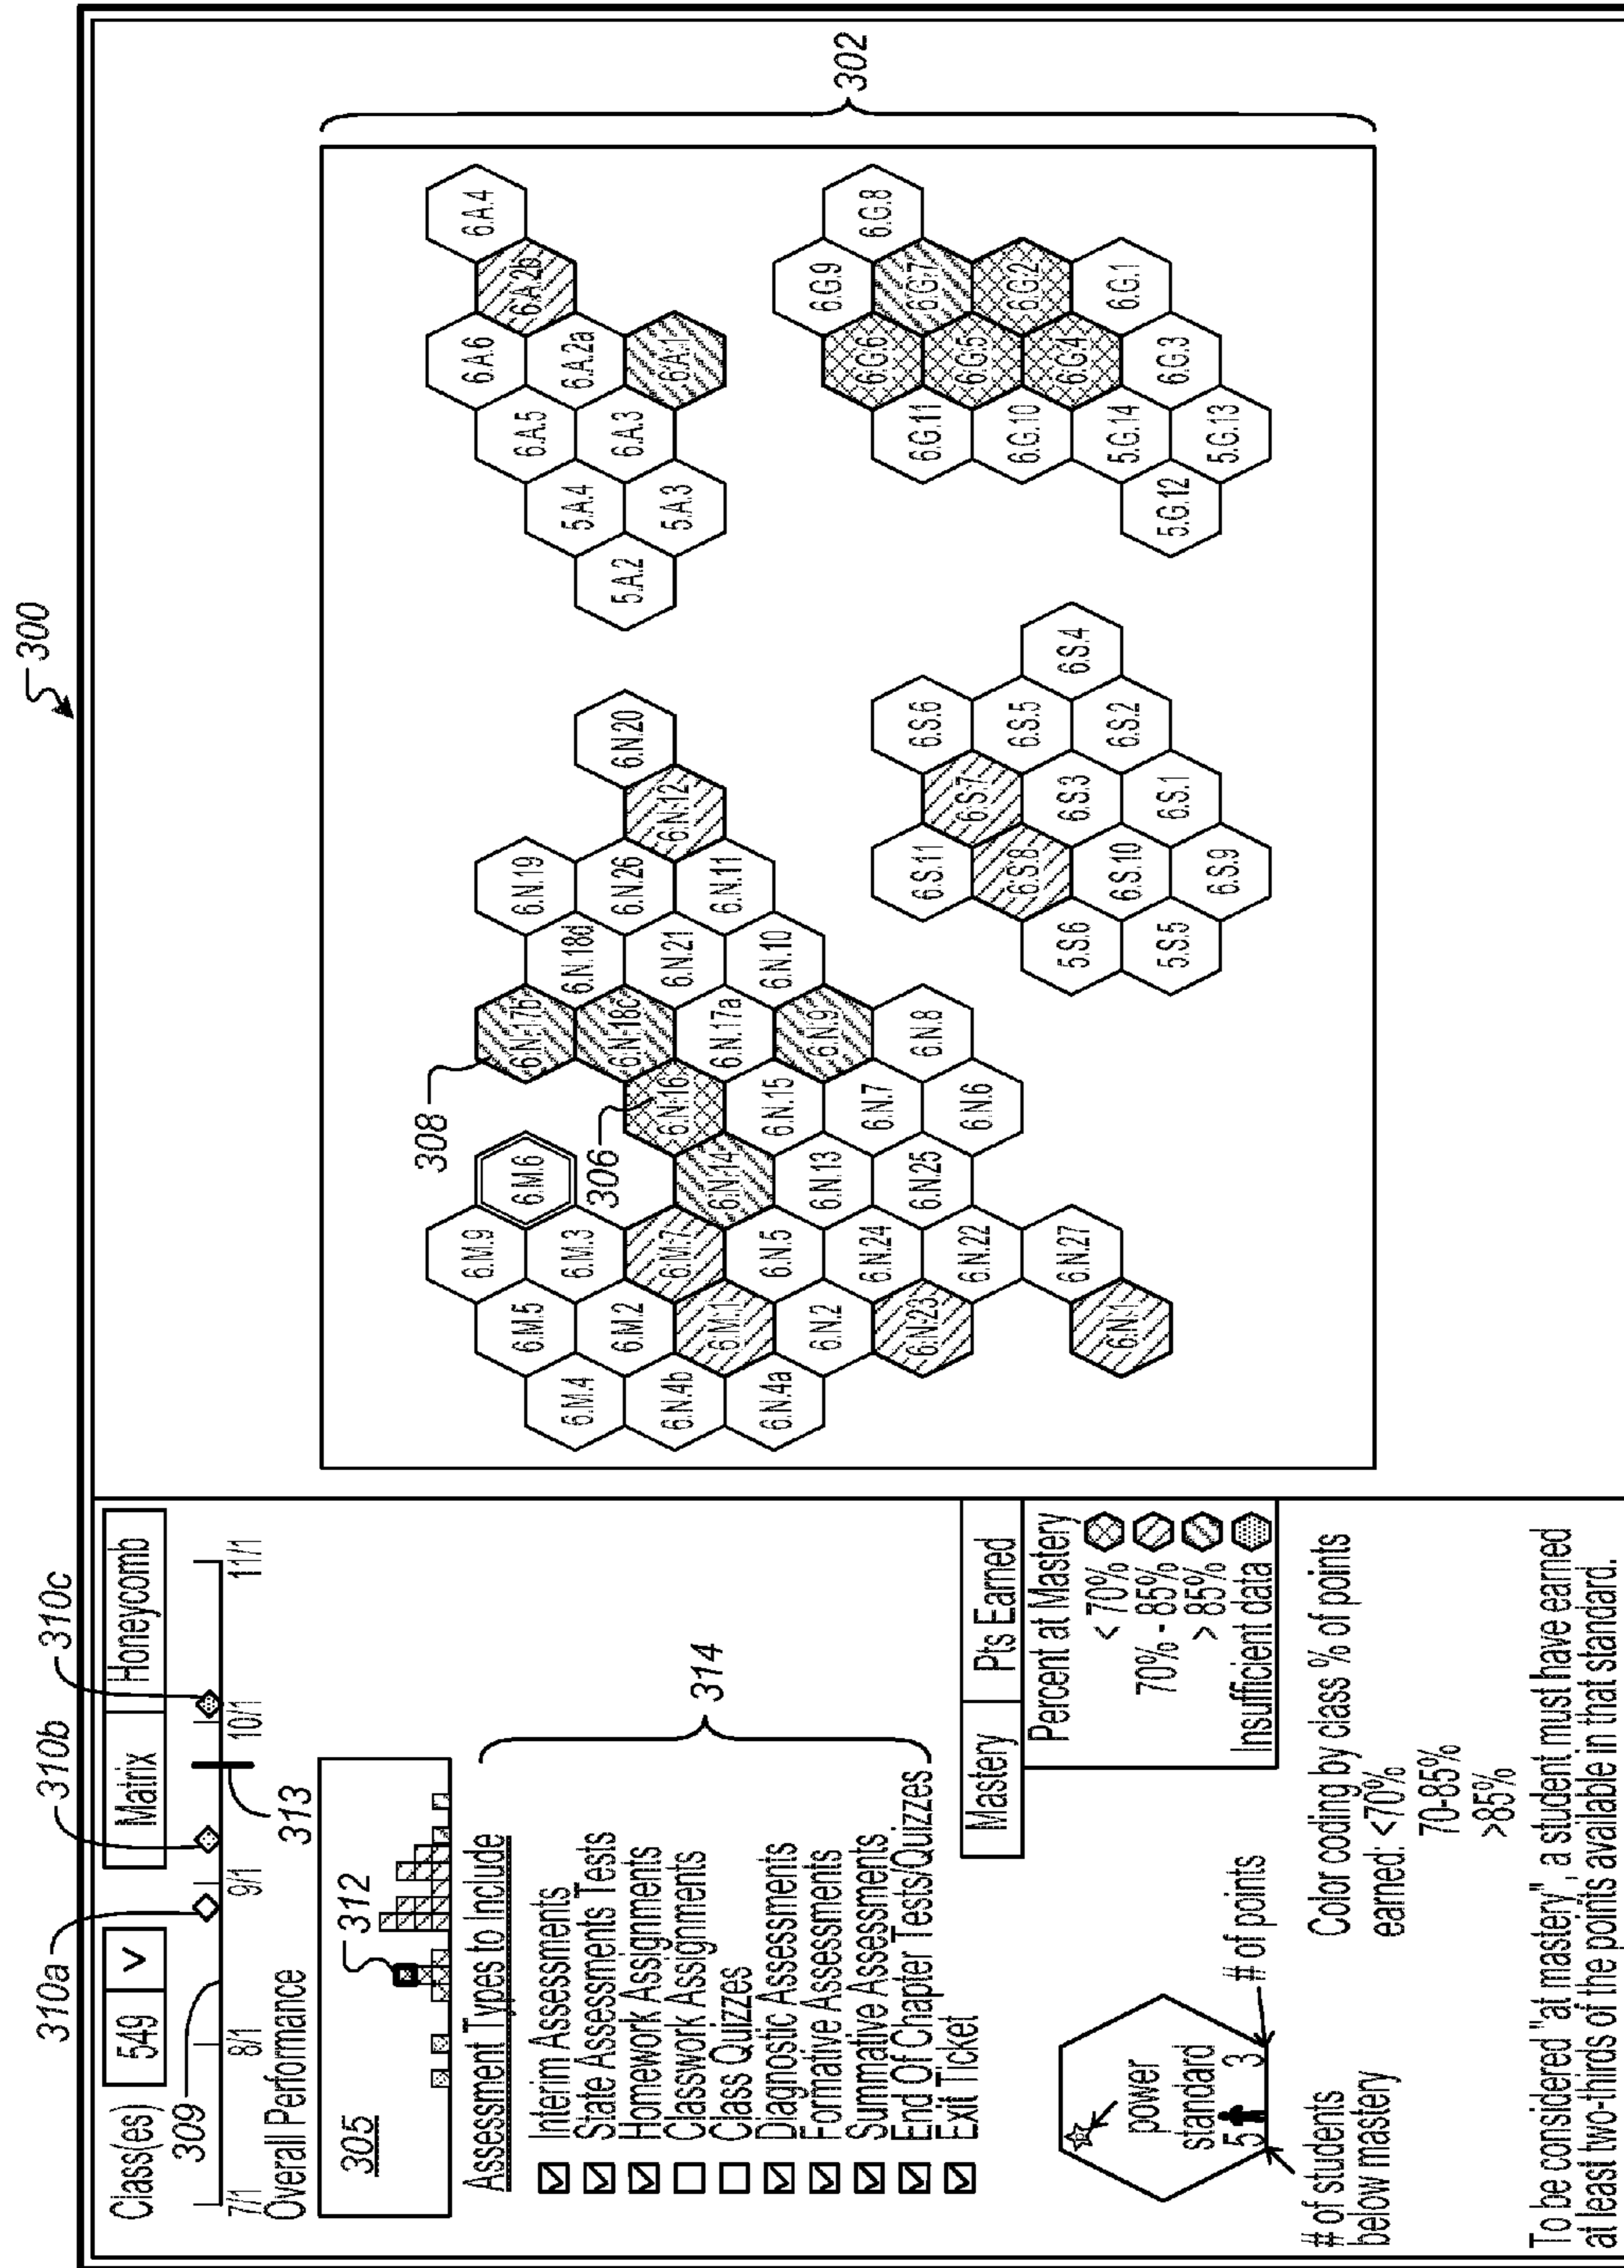 300
310a
310b
310c
Class(es)
549
V
Matrix
Honeycomb
309
7/1
8/1
9/1
10/1
11/1
313
Overall Performance
305
312
Assessment Types to Include
Interim Assessments
State Assessments Tests
Homework Assignments
Classwork Assignments
Class Quizzes
Diagnostic Assessments
Formative Assessments
Summative Assessments
End Of Chapter Tests/Quizzes
Exit Ticket
314
Mastery
Pts Earned
Percent at Mastery
< 70%
70% - 85%
> 85%
Insufficient data
power
standard
5 3
# of students
below mastery
# of points
Color coding by class % of points
earned: <70%
70-85%
>85%
To be considered "at mastery", a student must have earned
at least two-thirds of the points available in that standard.
302
308
306
6.M.9
6.M.5
6.M.6
6.M.4
6.M.3
6.M.2
6.N.4b
6.M.7
6.M.1
6.N.4a
6.N.14
6.N.5
6.N.2
6.N.13
6.N.24
6.N.23
6.N.25
6.N.22
6.N.27
6.N.1
6.N.17b
6.N.19
6.N.18d
6.N.18c
6.N.26
6.N.20
6.N.16
6.N.21
6.N.12
6.N.17a
6.N.11
6.N.15
6.N.10
6.N.9
6.N.7
6.N.8
6.N.6
6.A.6
6.A.4
6.A.5
6.A.2b
5.A.4
6.A.2a
5.A.2
6.A.3
5.A.3
6.A.1
6.S.11
6.S.6
6.S.7
6.S.8
6.S.5
5.S.6
6.S.3
6.S.4
6.S.10
6.S.2
5.S.5
6.S.1
6.S.9
6.G.9
6.G.6
6.G.8
6.G.11
6.G.7
6.G.5
6.G.10
6.G.2
6.G.4
5.G.14
6.G.1
5.G.12
6.G.3
5.G.13